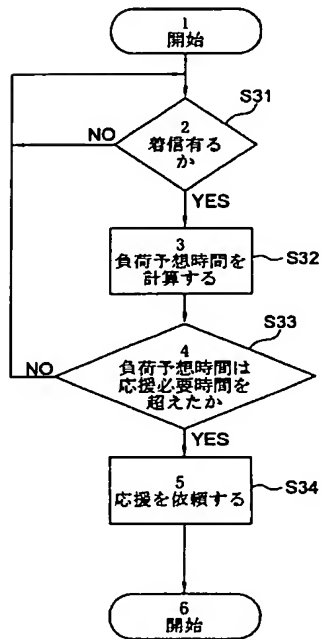 1
開始
S31
2
着信有る
か
NO
YES
3
負荷予想時間を
計算する
S32
S33
4
負荷予想時間は
応援必要時間を
超えたか
NO
YES
5
応援を依頼する
S34
6
開始